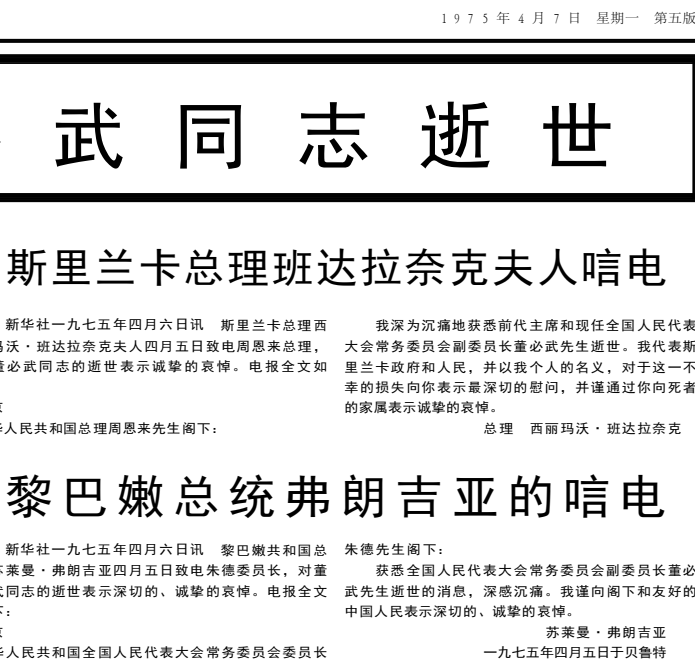 1975年4月7日 星期一 第五版
武同志逝世
斯里兰卡总理班达拉奈克夫人唁电
新华社一九七五年四月六日讯 斯里兰卡总理西
玛沃·班达拉奈克夫人四月五日致电周恩来总理，
董必武同志的逝世表示诚挚的哀悼。电报全文如
京
华人民共和国总理周恩来先生阁下：
我深为沉痛地获悉前代主席和现任全国人民代表
大会常务委员会副委员长董必武先生逝世。我代表斯
里兰卡政府和人民，并以我个人的名义，对于这一不
幸的损失向你表示最深切的慰问，并谨通过你向死者
的家属表示诚挚的哀悼。
总理 西丽玛沃·班达拉奈克
黎巴嫩总统弗朗吉亚的唁电
新华社一九七五年四月六日讯 黎巴嫩共和国总
苏莱曼·弗朗吉亚四月五日致电朱德委员长，对董
武同志的逝世表示深切的、诚挚的哀悼。电报全文
下：
京
华人民共和国全国人民代表大会常务委员会委员长
朱德先生阁下：
获悉全国人民代表大会常务委员会副委员长董必
武先生逝世的消息，深感沉痛。我谨向阁下和友好的
中国人民表示深切的、诚挚的哀悼。
苏莱曼·弗朗吉亚
一九七五年四月五日于贝鲁特